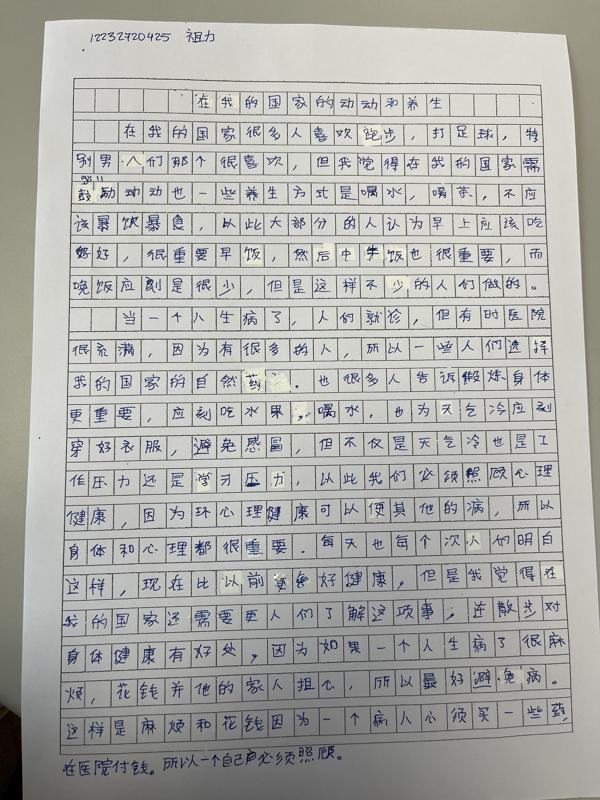 12232720425 祖力
在我的国家的动动和养生
在我的国家很多人喜欢跑步，打足球，特
别男人们那个很喜欢，但我觉得在我的国家需
鼓励动动也一些养生方式是喝水，喝茶，不应
该暴饮暴食，以此大部分的人认为早上应该吃
好好，很重要早饭，然后中午饭也很重要，而
晚饭应刻是很少，但是这样不少的人们做的。
当一个人生病了，人们就诊，但有时医院
很充满，因为有很多的人，所以一些人们选择
我的国家的自然药。也很多人告诉锻炼身体
更重要，应刻吃水果，喝水，也为天气冷应刻
穿好衣服，避免感冒，但不仅是天气冷也是工
作压力还是学习压力，以此我们必须照顾心理
健康，因为坏心理健康可以使其他的病，所以
身体和心理都很重要．每天也每个次人们明白
这样，现在比以前更多好健康，但是我觉得在
我的国家还需要更人们了解这项事，连散步对
身体健康有好处，因为如果一个人生病了很麻
烦，花钱并他的家人担心，所以最好避免病。
这样是麻烦和花钱因为一个病人必须买一些药，
在医院付钱。所以一个自己必须照顾。